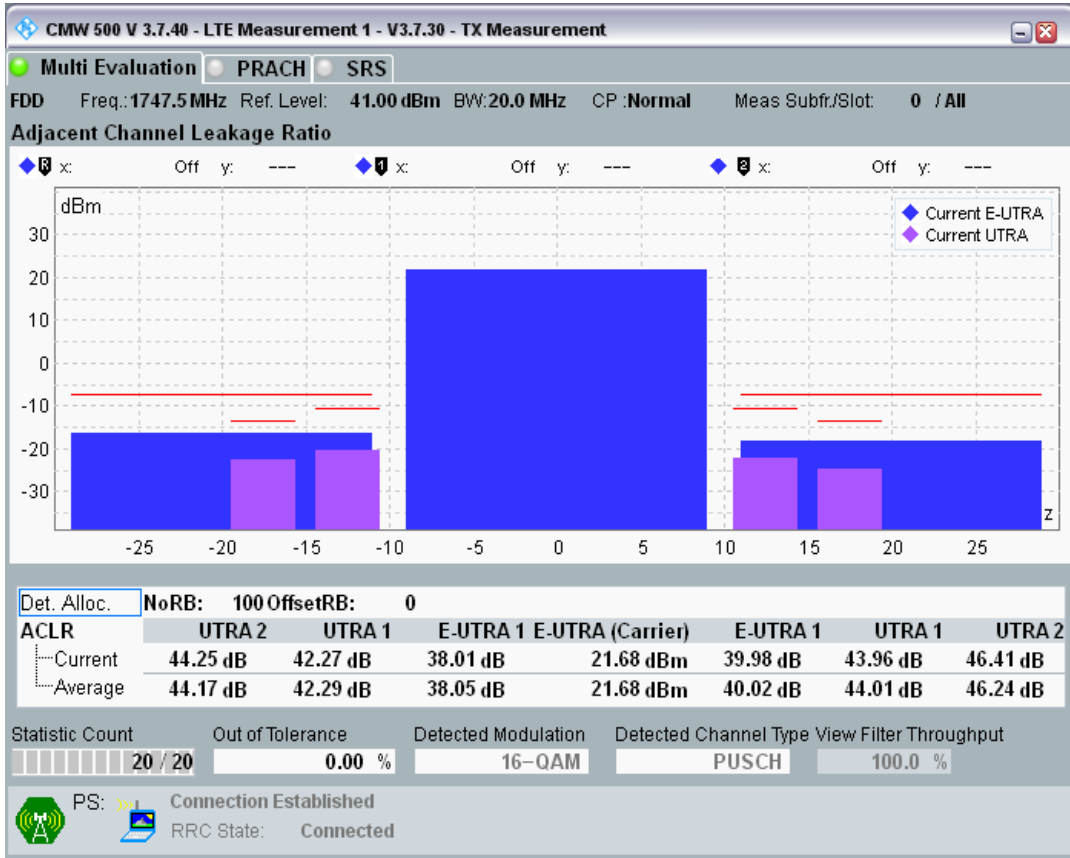 CMW 500 V 3.7.40 - LTE Measurement 1 - V3.7.30 - TX Measurement
Multi Evaluation PRACH SRS
FDD Freq.:1747.5 MHz Ref. Level: 41.00 dBm BW:20.0 MHz CP :Normal Meas Subfr./Slot: 0 / All
Adjacent Channel Leakage Ratio
R x: Off y: --- 1 x: Off y: --- 2 x: Off y: ---
dBm
Current E-UTRA
Current UTRA
30
20
10
0
-10
-20
-30
z
-25 -20 -15 -10 -5 0 5 10 15 20 25
Det. Alloc. NoRB: 100 OffsetRB: 0
ACLR UTRA 2 UTRA 1 E-UTRA 1 E-UTRA (Carrier) E-UTRA 1 UTRA 1 UTRA 2
Current 44.25 dB 42.27 dB 38.01 dB 21.68 dBm 39.98 dB 43.96 dB 46.41 dB
Average 44.17 dB 42.29 dB 38.05 dB 21.68 dBm 40.02 dB 44.01 dB 46.24 dB
Statistic Count Out of Tolerance Detected Modulation Detected Channel Type View Filter Throughput
20 / 20 0.00 % 16-QAM PUSCH 100.0 %
PS: Connection Established
RRC State: Connected